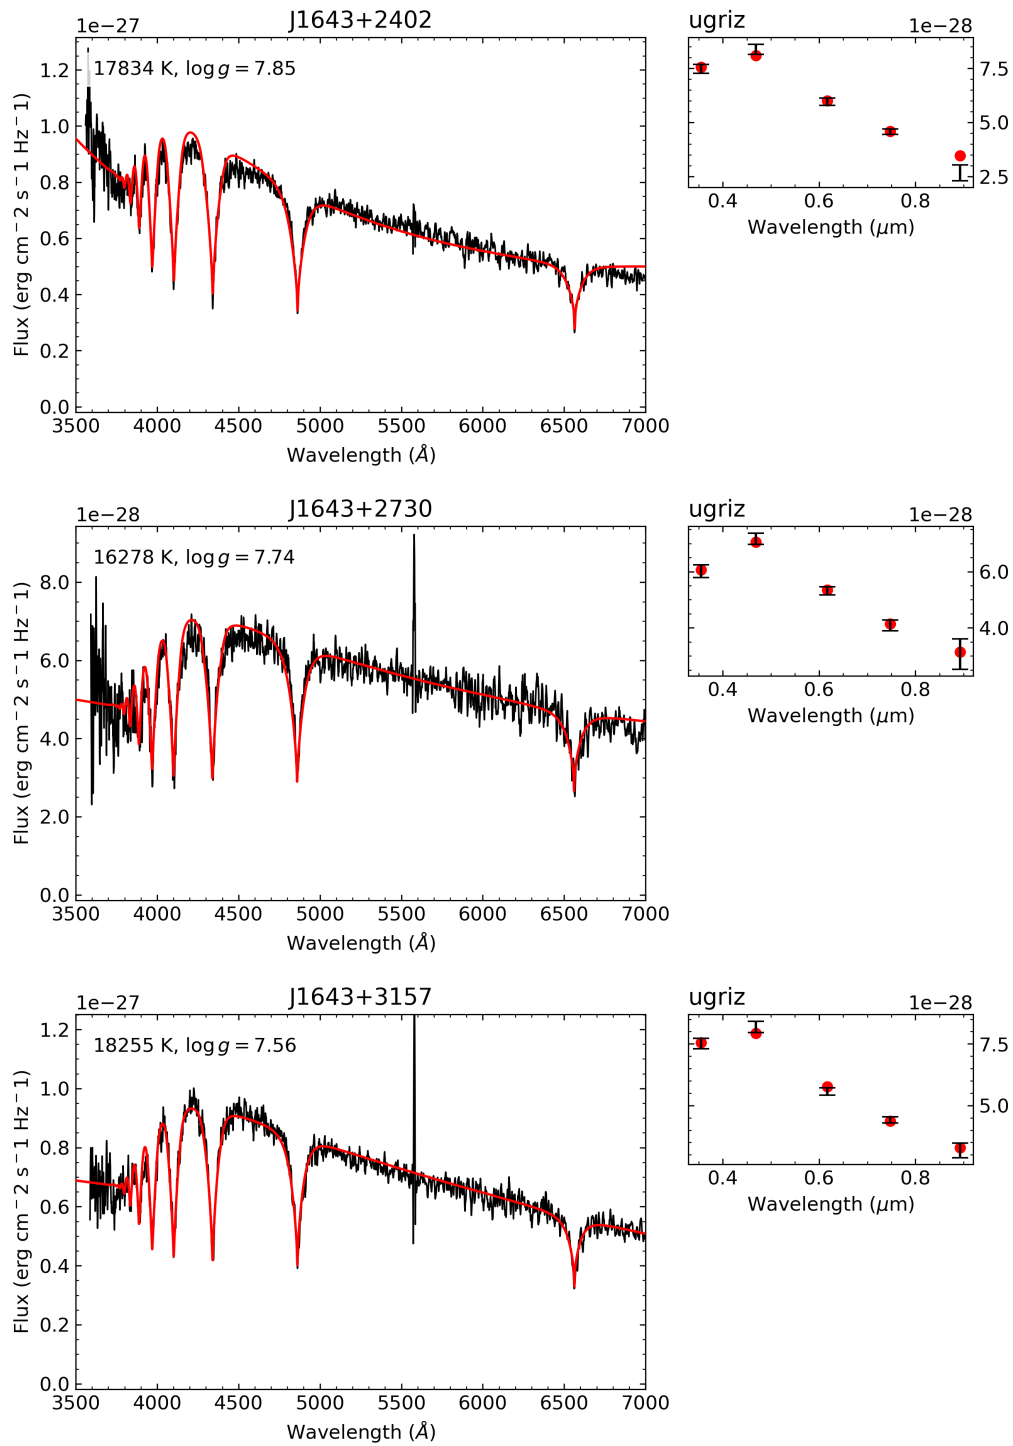 J1643+2402
1e−27
17834 K, log g = 7.85
1.2
1.0
0.8
0.6
0.4
0.2
0.0
Flux (erg cm−2 s−1 Hz−1)
3500 4000 4500 5000 5500 6000 6500 7000
Wavelength (Å)
ugriz
1e−28
7.5
5.0
2.5
0.4 0.6 0.8
Wavelength (μm)
J1643+2730
1e−28
16278 K, log g = 7.74
8.0
6.0
4.0
2.0
0.0
Flux (erg cm−2 s−1 Hz−1)
3500 4000 4500 5000 5500 6000 6500 7000
Wavelength (Å)
ugriz
1e−28
6.0
4.0
0.4 0.6 0.8
Wavelength (μm)
J1643+3157
1e−27
18255 K, log g = 7.56
1.2
1.0
0.8
0.6
0.4
0.2
0.0
Flux (erg cm−2 s−1 Hz−1)
3500 4000 4500 5000 5500 6000 6500 7000
Wavelength (Å)
ugriz
1e−28
7.5
5.0
0.4 0.6 0.8
Wavelength (μm)